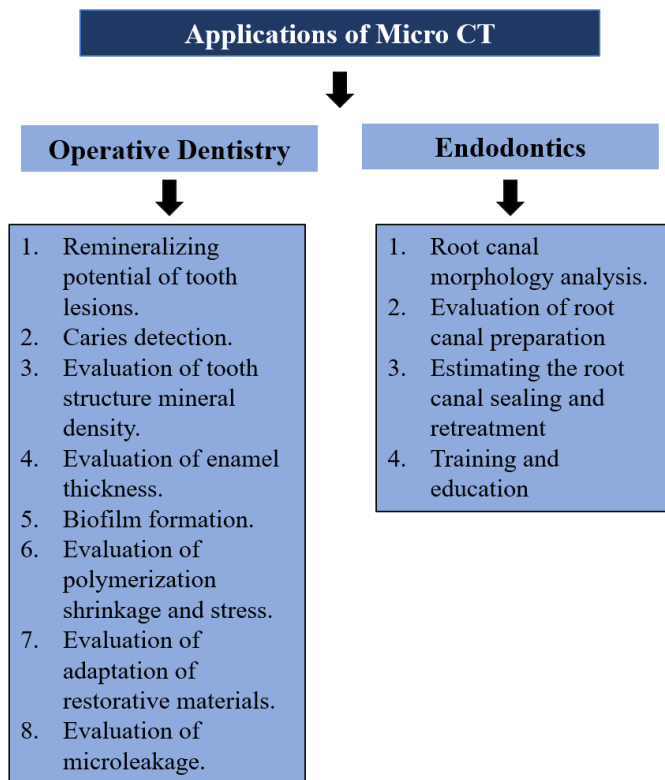 Applications of Micro CT
Operative Dentistry
1. Remineralizing
potential of tooth
lesions.
2. Caries detection.
3. Evaluation of tooth
structure mineral
density.
4. Evaluation of enamel
thickness.
5. Biofilm formation.
6. Evaluation of
polymerization
shrinkage and stress.
7. Evaluation of
adaptation of
restorative materials.
8. Evaluation of
microleakage.
Endodontics
1. Root canal
morphology analysis.
2. Evaluation of root
canal preparation
3. Estimating the root
canal sealing and
retreatment
4. Training and
education